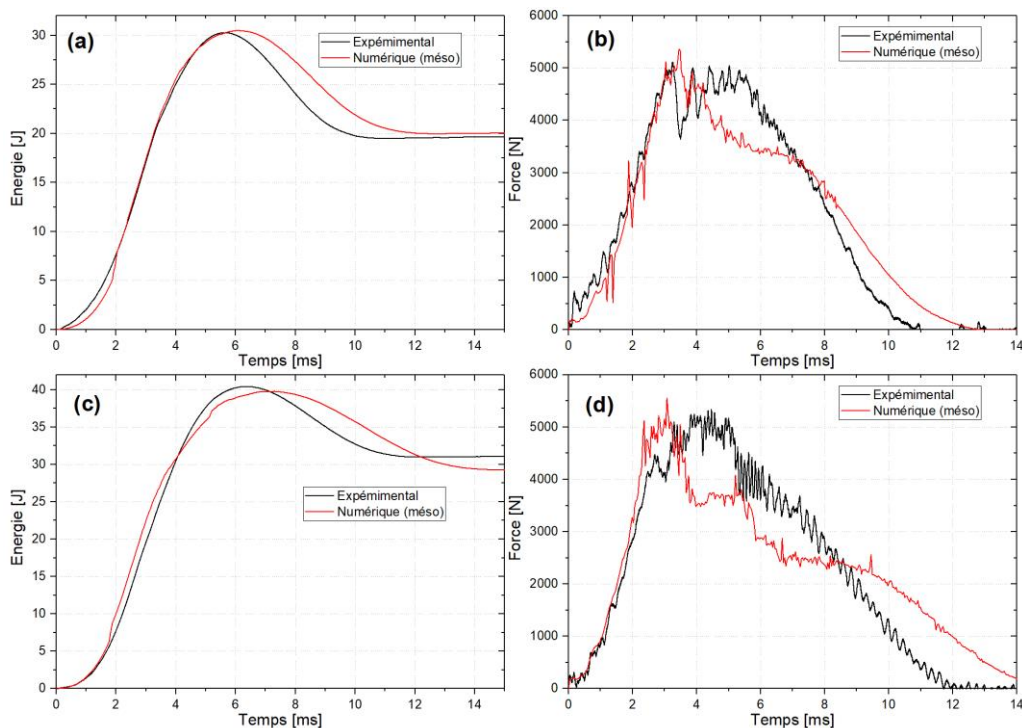 (a)
Expémimental
Numérique (méso)
Energie [J]
30
25
20
15
10
5
0
0 2 4 6 8 10 12 14
Temps [ms]
(b)
Expémimental
Numérique (méso)
Force [N]
6000
5000
4000
3000
2000
1000
0
0 2 4 6 8 10 12 14
Temps [ms]
(c)
Expémimental
Numérique (méso)
Energie [J]
40
35
30
25
20
15
10
5
0
0 2 4 6 8 10 12 14
Temps [ms]
(d)
Expémimental
Numérique (méso)
Force [N]
6000
5000
4000
3000
2000
1000
0
0 2 4 6 8 10 12 14
Temps [ms]